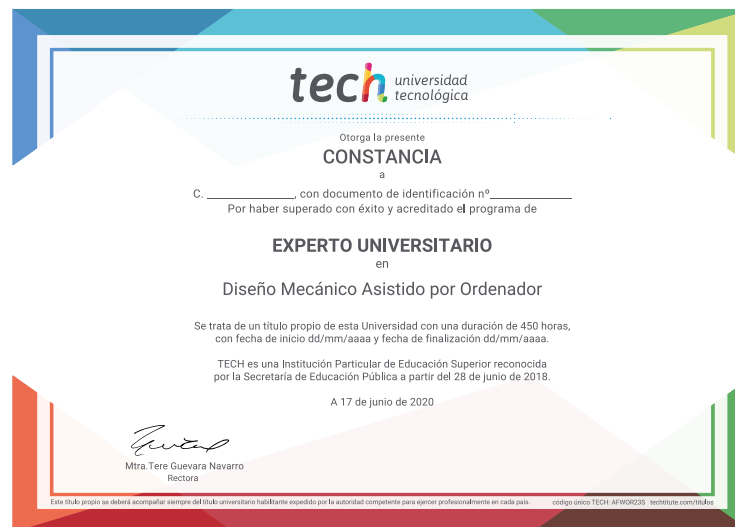 tech universidad
tecnológica
Otorga la presente
CONSTANCIA
a
C. ________________, con documento de identificación nº______________
Por haber superado con éxito y acreditado el programa de
EXPERTO UNIVERSITARIO
en
Diseño Mecánico Asistido por Ordenador
Se trata de un título propio de esta Universidad con una duración de 450 horas,
con fecha de inicio dd/mm/aaaa y fecha de finalización dd/mm/aaaa.
TECH es una Institución Particular de Educación Superior reconocida
por la Secretaría de Educación Pública a partir del 28 de junio de 2018.
A 17 de junio de 2020
Mtra.Tere Guevara Navarro
Rectora
Este título propio se deberá acompañar siempre del título universitario habilitante expedido por la autoridad competente para ejercer profesionalmente en cada país. código único TECH: AFWOR23S techtitute.com/titulos